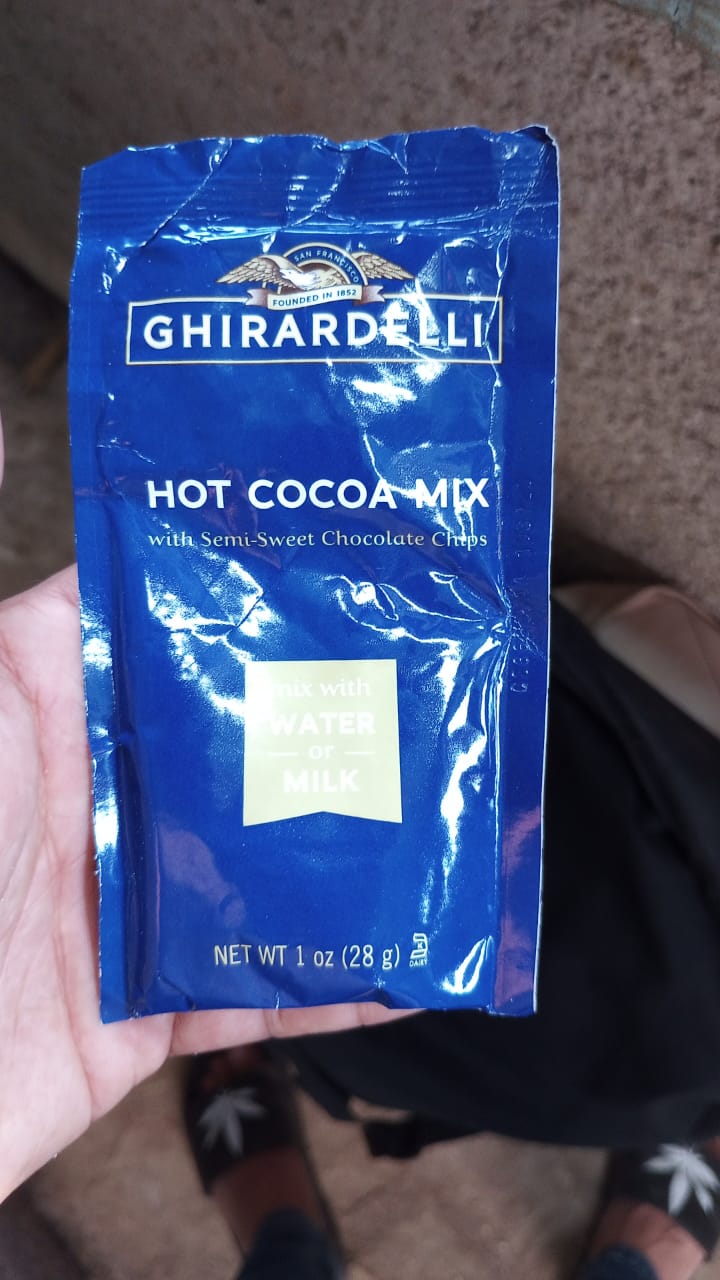 SAN FRANCISCO
FOUNDED IN 1852
GHIRARDELLI
HOT COCOA MIX
with Semi-Sweet Chocolate Chips
mix with
WATER
or
MILK
NET WT 1 oz (28 g)
DAIRY